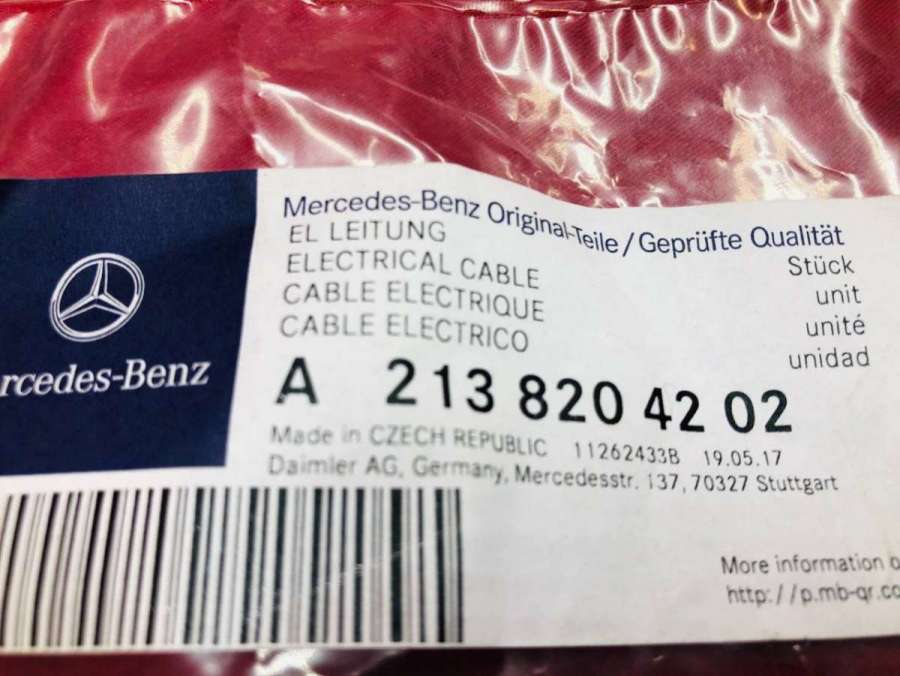 Mercedes-Benz Original-Teile / Geprüfte Qualität
EL LEITUNG
ELECTRICAL CABLE
CABLE ELECTRIQUE
CABLE ELECTRICO
Stück
unit
unité
unidad
rcedes-Benz
A 213 820 42 02
Made in CZECH REPUBLIC 11262433B 19.05.17
Daimler AG, Germany, Mercedesstr. 137, 70327 Stuttgart
More information o
http://p.mb-qr.co